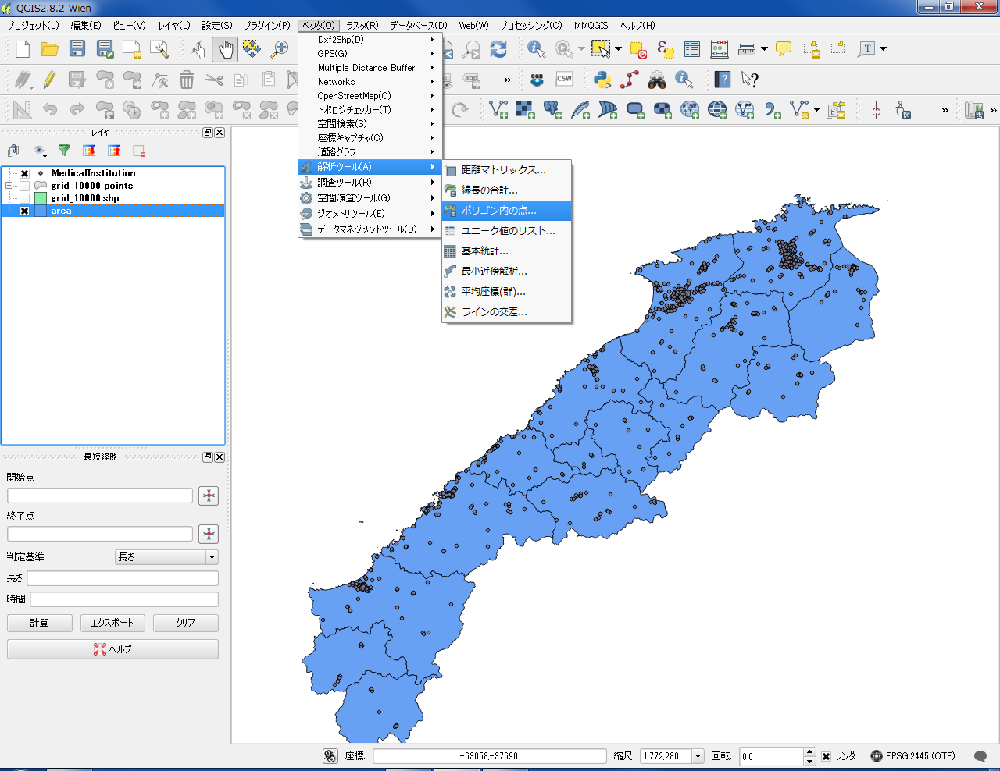 QGIS2.8.2-Wien
プロジェクト(J) 編集(E) ビュー(V) レイヤ(L) 設定(S) プラグイン(P) ベクタ(O) ラスタ(R) データベース(D) Web(W) プロセッシング(C) MMQGIS ヘルプ(H)
Dxf2Shp(D)
GPS(G)
Multiple Distance Buffer
Networks
OpenStreetMap(O)
トポロジチェッカー(T)
空間検索(S)
座標キャプチャ(C)
道路グラフ
解析ツール(A)
調査ツール(R)
空間演算ツール(G)
ジオメトリツール(E)
データマネジメントツール(D)
距離マトリックス...
線長の合計...
ポリゴン内の点...
ユニーク値のリスト...
基本統計...
最小近傍解析...
平均座標(群)...
ラインの交差...
abc
OGR
CSW
レイヤ
MedicalInstitution
grid_10000_points
grid_10000.shp
area
最短経路
開始点
終了点
判定基準 長さ
長さ
時間
計算 エクスポート クリア
ヘルプ
座標: -63058,-37690 縮尺 1:772,280 回転: 0.0 レンダ EPSG:2445 (OTF)